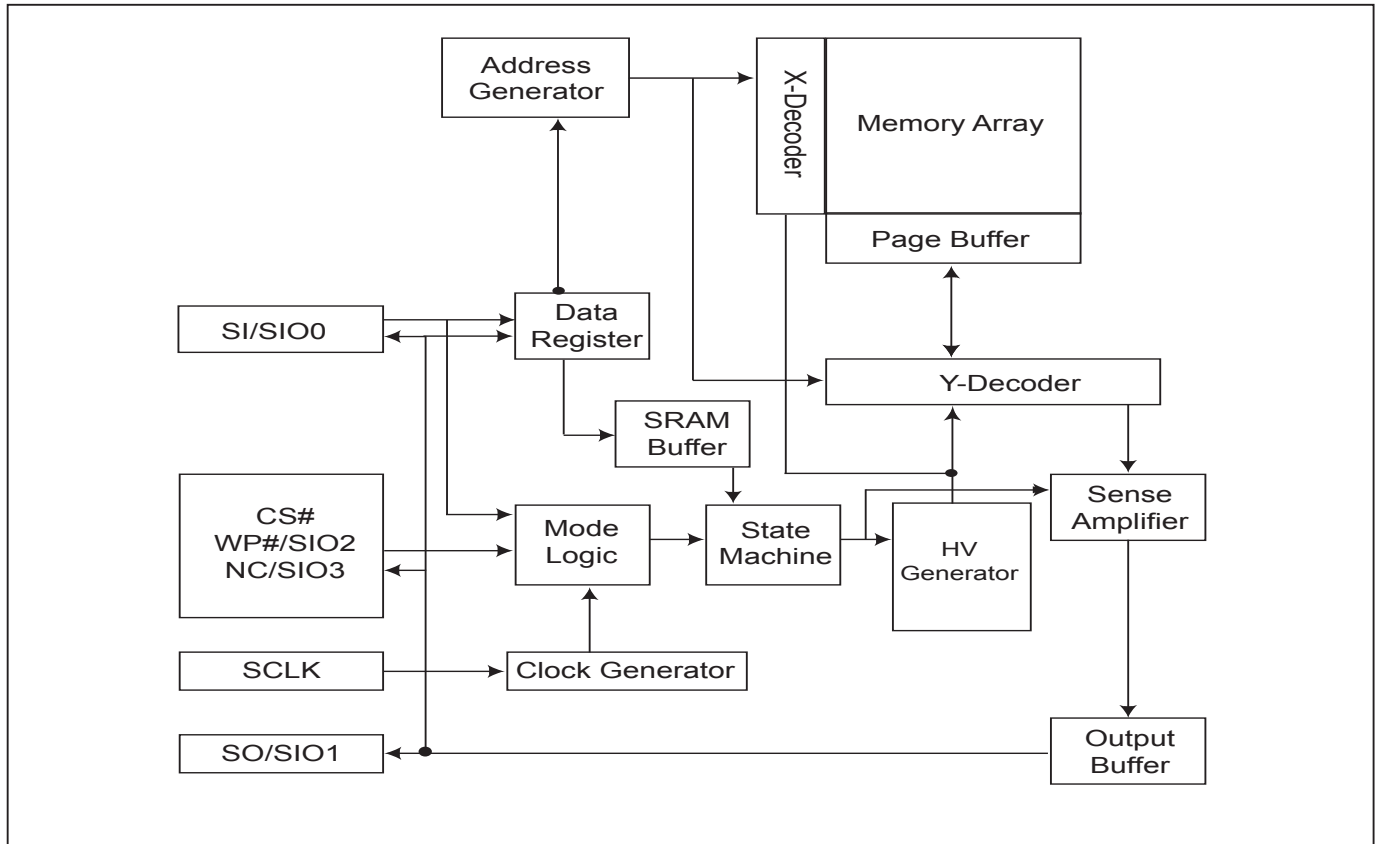 Address
Generator
X-Decoder
Memory Array
Page Buffer
SI/SIO0
Data
Register
Y-Decoder
SRAM
Buffer
CS#
WP#/SIO2
NC/SIO3
Mode
Logic
State
Machine
HV
Generator
Sense
Amplifier
SCLK
Clock Generator
SO/SIO1
Output
Buffer